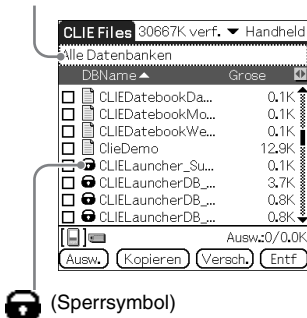 CLIE Files 30667K verf. ▼ Handheld
Alle Datenbanken
DBName ▲ Grose
CLIEDatebookDa... 0.1K
CLIEDatebookMo... 0.1K
CLIEDatebookWe... 0.1K
ClieDemo 12.9K
CLIELauncher_Su... 0.1K
CLIELauncherDB_... 3.7K
CLIELauncherDB_... 0.8K
CLIELauncherDB_... 0.8K
Ausw.:0/0.0K
Ausw. Kopieren Versch. Entf
(Sperrsymbol)